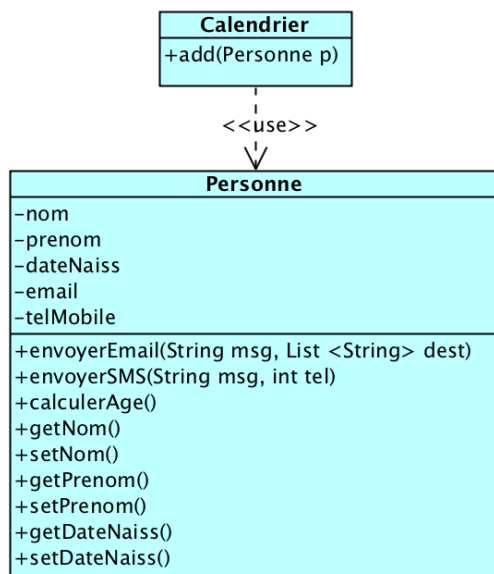 Calendrier
+add(Personne p)
<<use>>
Personne
-nom
-prenom
-dateNaiss
-email
-telMobile
+envoyerEmail(String msg, List <String> dest)
+envoyerSMS(String msg, int tel)
+calculerAge()
+getNom()
+setNom()
+getPrenom()
+setPrenom()
+getDateNaiss()
+setDateNaiss()